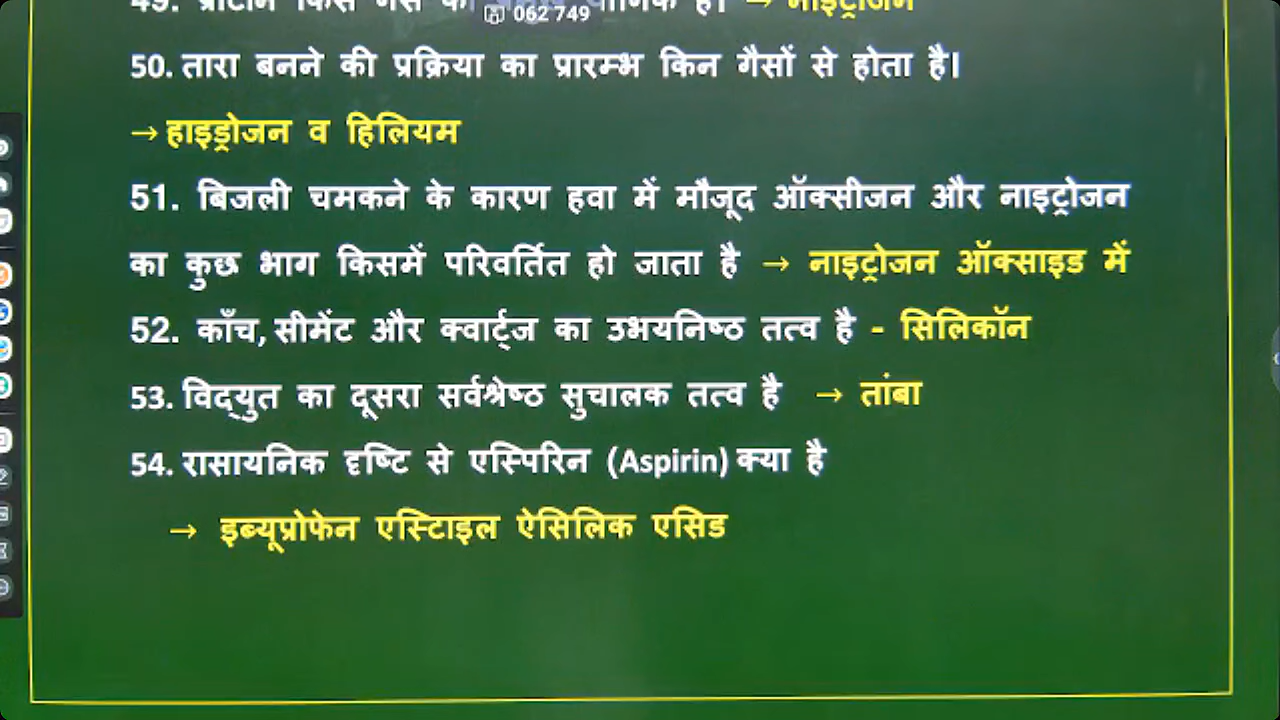 062 749
50. तारा बनने की प्रक्रिया का प्रारम्भ किन गैसों से होता है।
→ हाइड्रोजन व हिलियम
51. बिजली चमकने के कारण हवा में मौजूद ऑक्सीजन और नाइट्रोजन
का कुछ भाग किसमें परिवर्तित हो जाता है → नाइट्रोजन ऑक्साइड में
52. काँच, सीमेंट और क्वार्ट्ज का उभयनिष्ठ तत्व है - सिलिकॉन
53. विद्युत का दूसरा सर्वश्रेष्ठ सुचालक तत्व है → तांबा
54. रासायनिक दृष्टि से एस्पिरिन (Aspirin) क्या है
→ इब्यूप्रोफेन एस्टिाइल ऐसिलिक एसिड